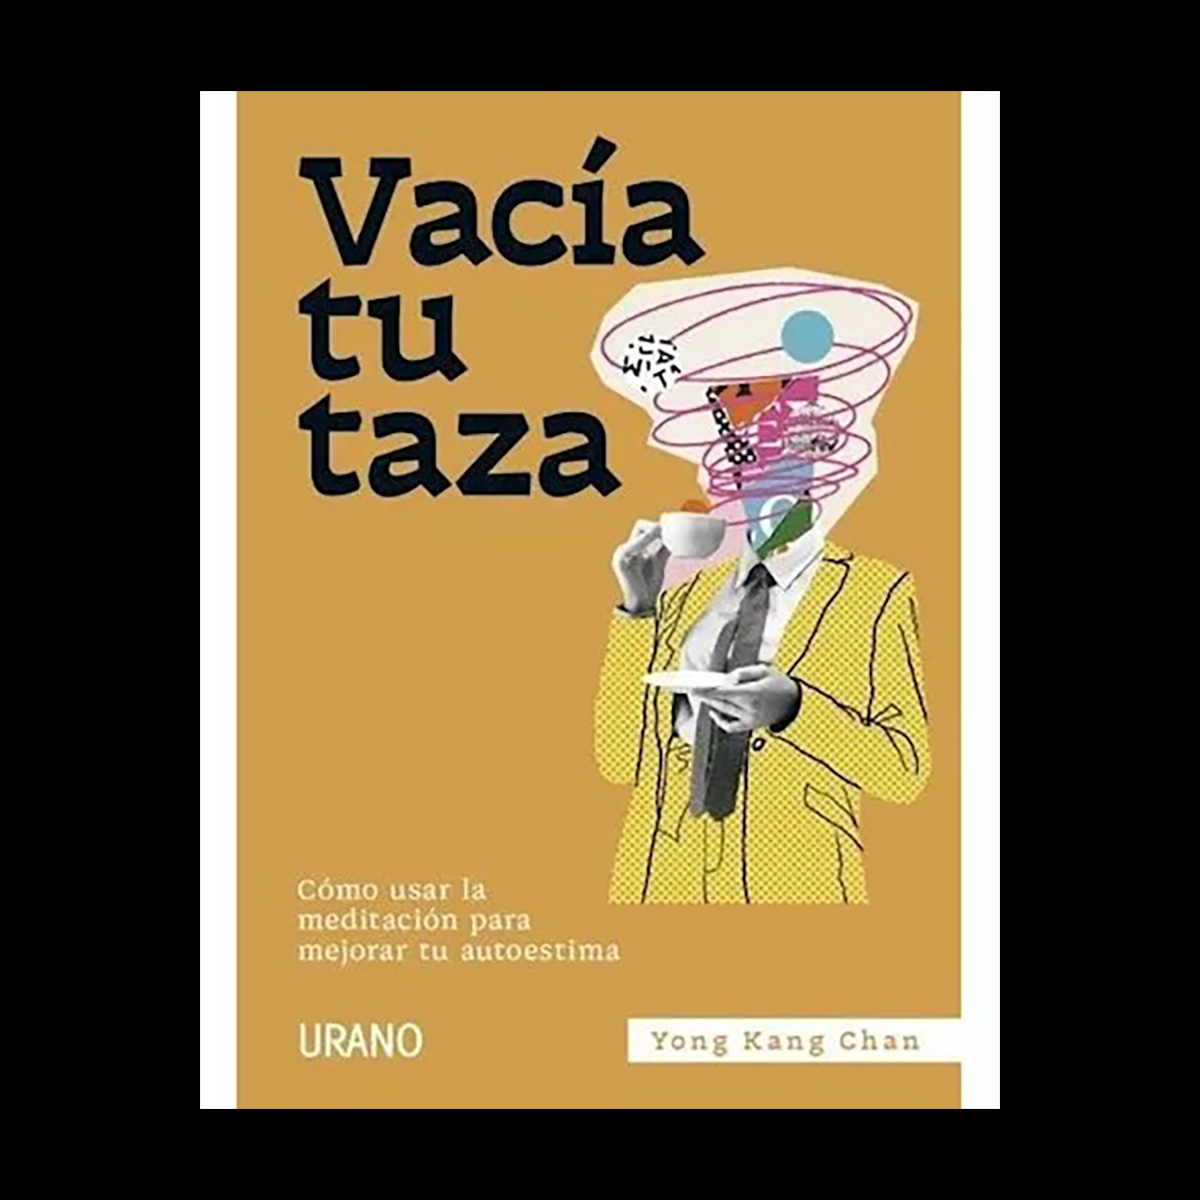 Vacía
tu
taza
Cómo usar la
meditación para
mejorar tu autoestima
URANO
Yong Kang Chan